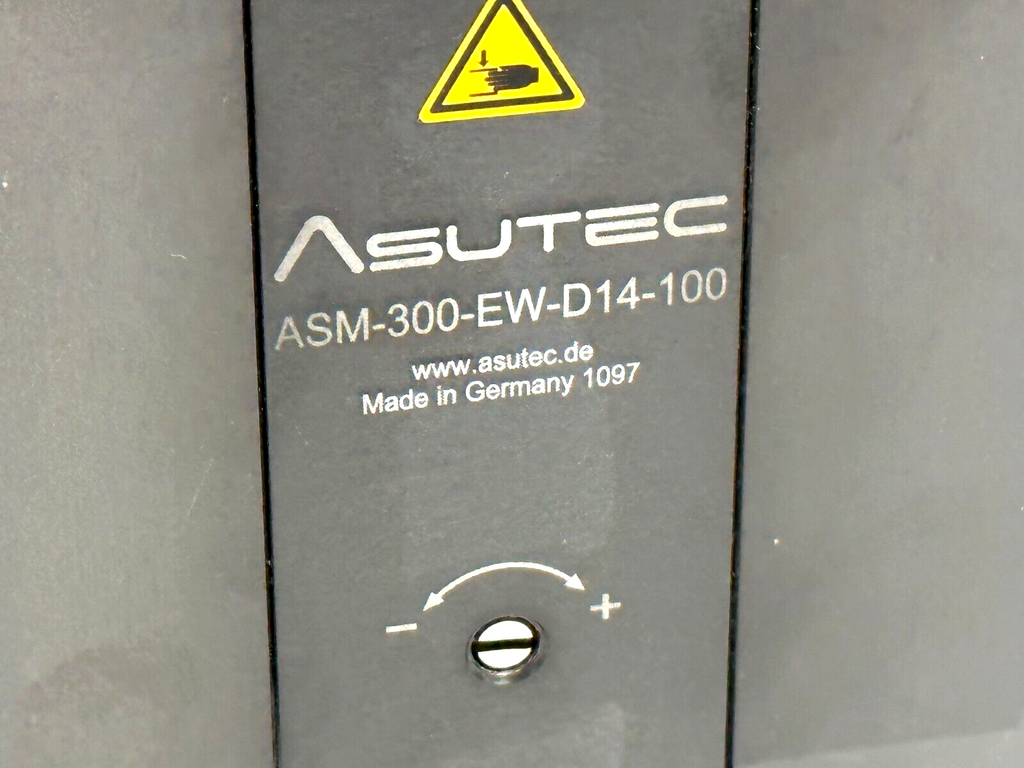 ASUTEC
ASM-300-EW-D14-100
www.asutec.de
Made in Germany 1097
- +